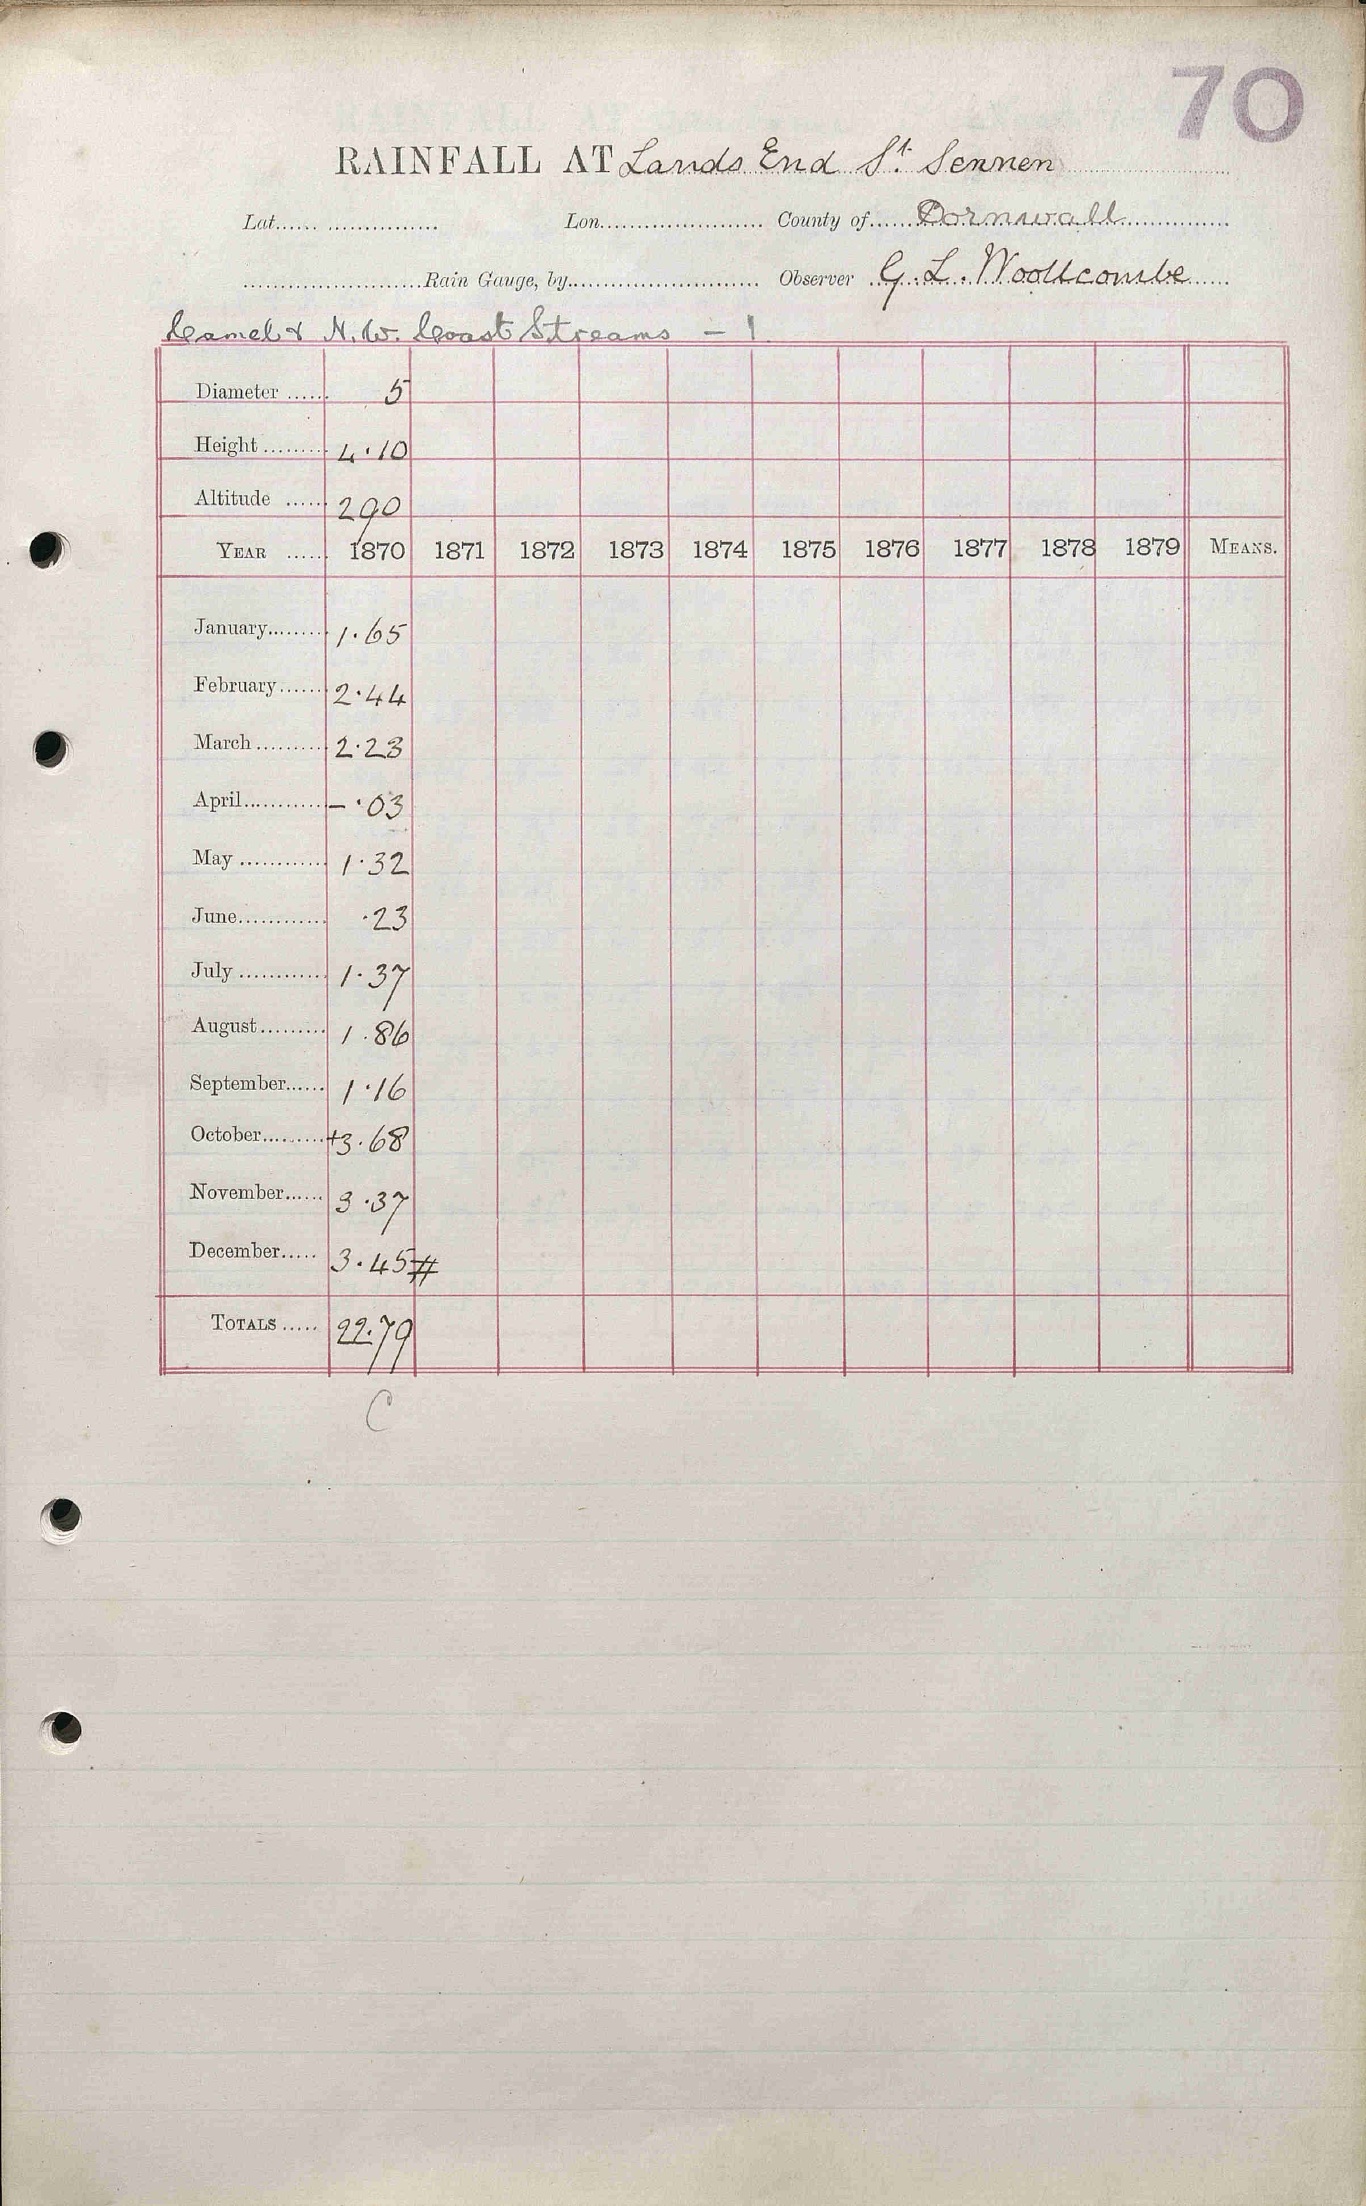 70
RAINFALL AT Lands End St. Sennen
Lat. Lon. County of Cornwall
Rain Gauge, by Observer G. L. Woollcombe
Camel & N.W. Coast Streams - 1
Diameter 5
Height 4.10
Altitude 290
YEAR 1870 1871 1872 1873 1874 1875 1876 1877 1878 1879 MEANS.
January 1.65
February 2.44
March 2.23
April - .03
May 1.32
June .23
July 1.37
August 1.86
September 1.16
October +3.68
November 3.37
December 3.45 #
TOTALS 22.79
C